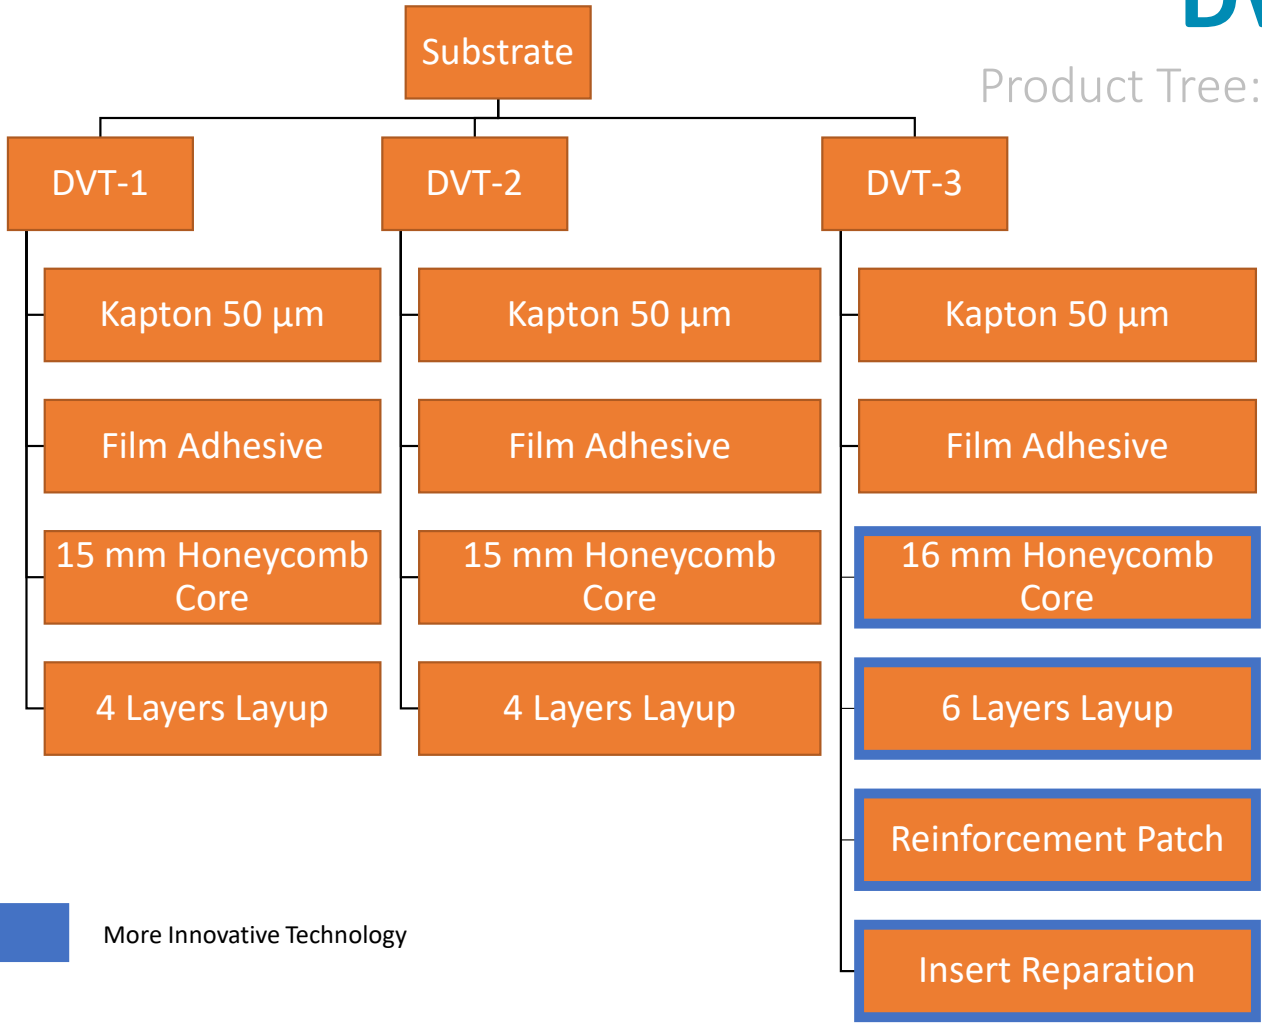 Substrate
Product Tree:
DVT-1
DVT-2
DVT-3
Kapton 50 μm
Kapton 50 μm
Kapton 50 μm
Film Adhesive
Film Adhesive
Film Adhesive
15 mm Honeycomb
Core
15 mm Honeycomb
Core
16 mm Honeycomb
Core
4 Layers Layup
4 Layers Layup
6 Layers Layup
Reinforcement Patch
More Innovative Technology
Insert Reparation